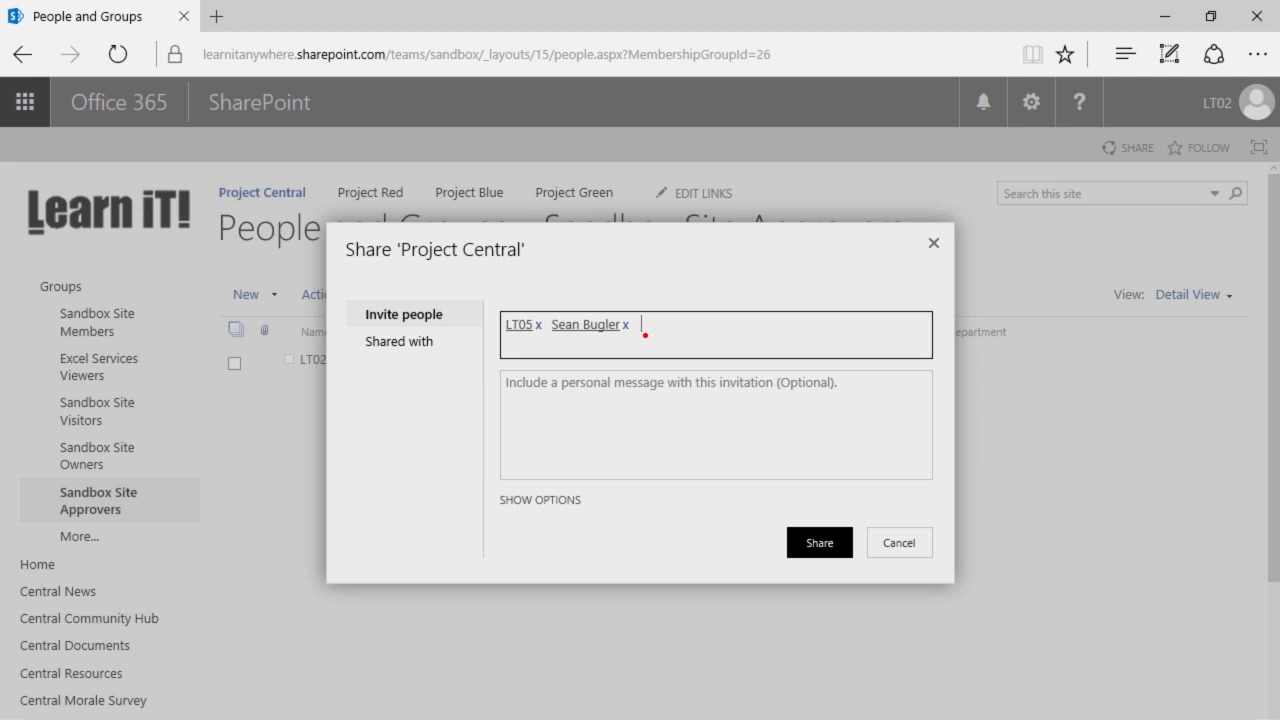 People and Groups
learnitanywhere.sharepoint.com/teams/sandbox/_layouts/15/people.aspx?MembershipGroupId=26
Office 365 SharePoint ? LT02
SHARE FOLLOW
Learn iT!
Project Central Project Red Project Blue Project Green EDIT LINKS
Search this site
People
Share 'Project Central'
Groups
Sandbox Site
Members
Excel Services
Viewers
Sandbox Site
Visitors
Sandbox Site
Owners
Sandbox Site
Approvers
More...
Home
Central News
Central Community Hub
Central Documents
Central Resources
Central Morale Survey
New Acti
View: Detail View
Nam
epartment
LT02
Invite people
Shared with
LT05 x Sean Bugler x
Include a personal message with this invitation (Optional).
SHOW OPTIONS
Share Cancel